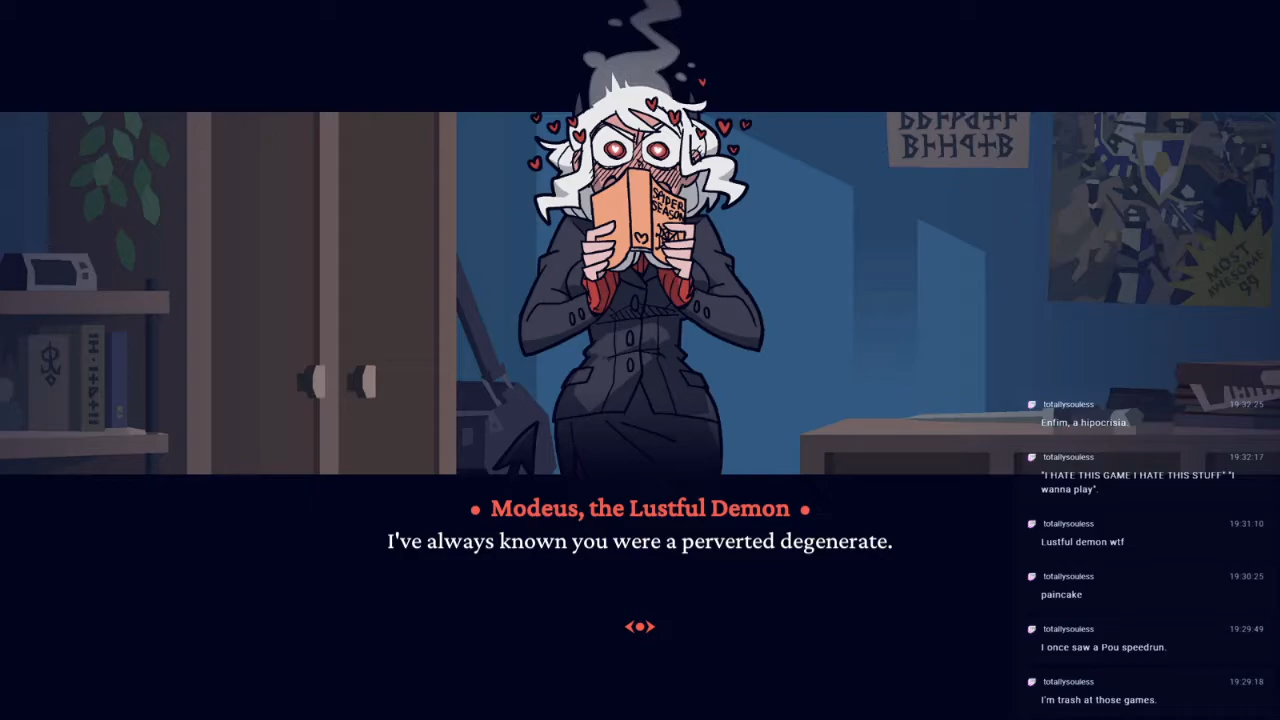 SPIDER
SEASON
MOST
AWESOME
99
• Modeus, the Lustful Demon •
I've always known you were a perverted degenerate.
totallysouless 19:32:25
Enfim, a hipocrisia
totallysouless 19:32:17
"I HATE THIS GAME I HATE THIS STUFF" "I
wanna play".
totallysouless 19:31:10
Lustful demon wtf
totallysouless 19:30:25
paincake
totallysouless 19:29:49
I once saw a Pou speedrun.
totallysouless 19:29:18
I'm trash at those games.